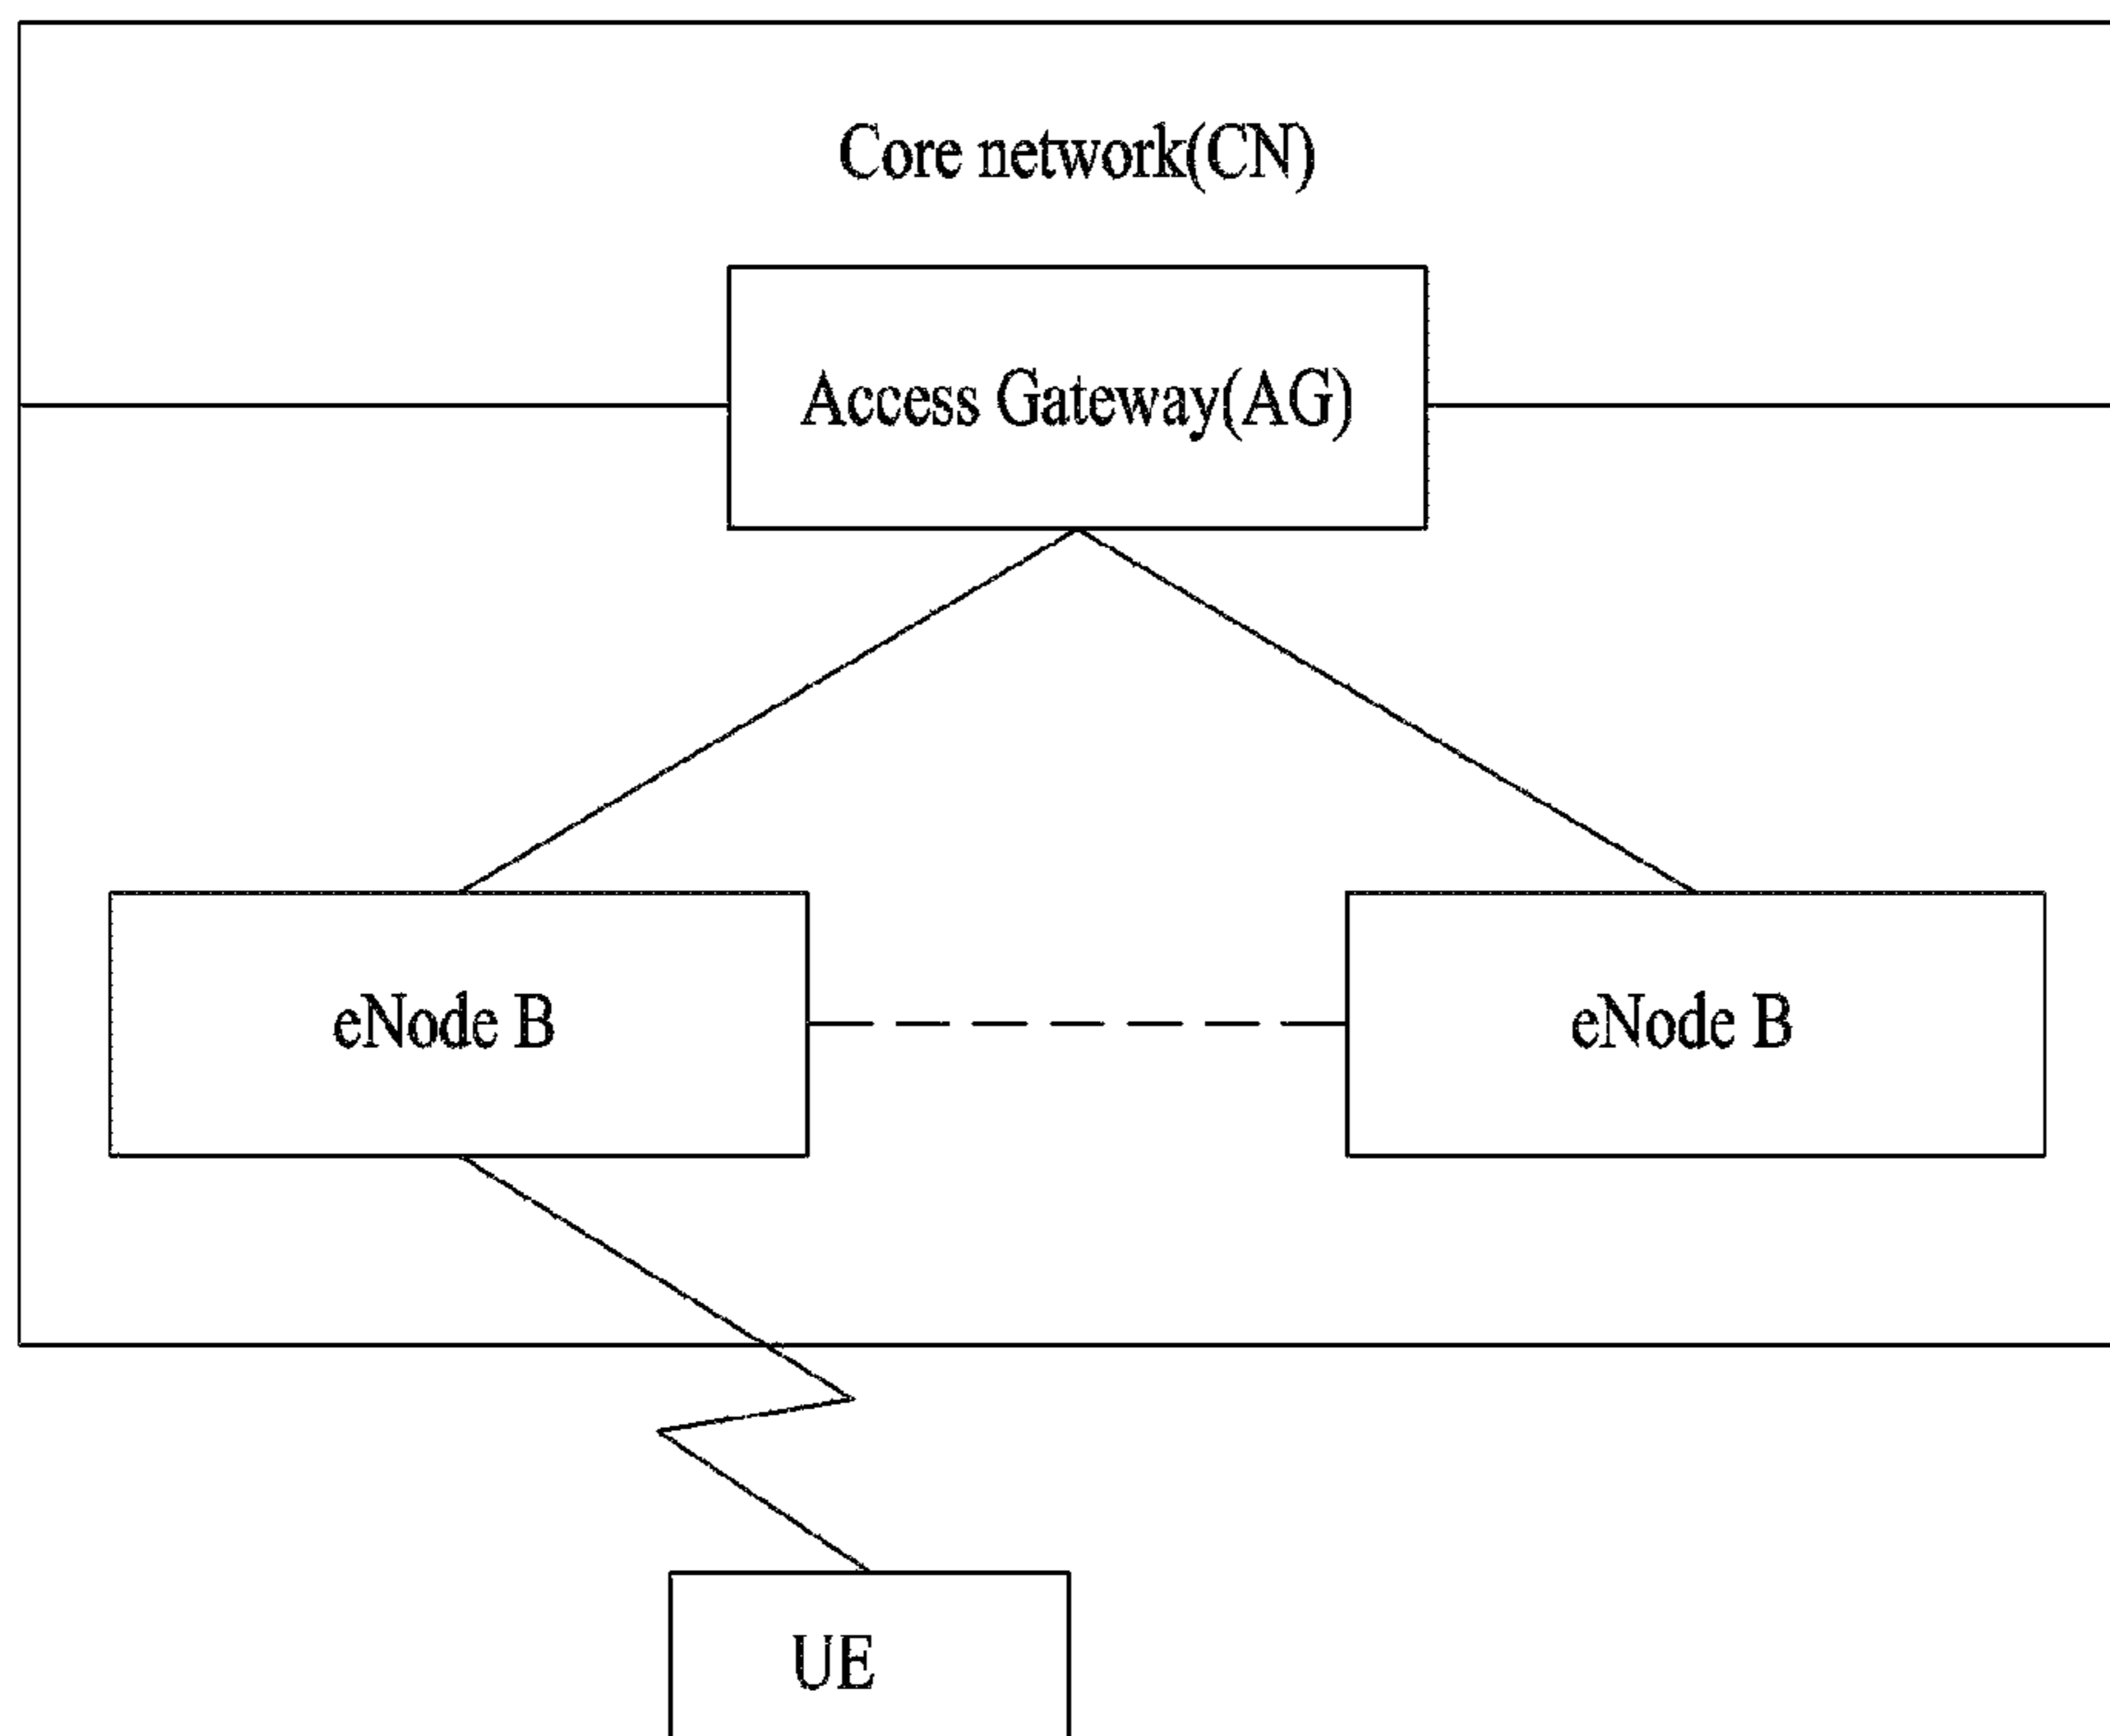 Core network(CN)
Access Gateway(AG)
eNode B
eNode B
UE